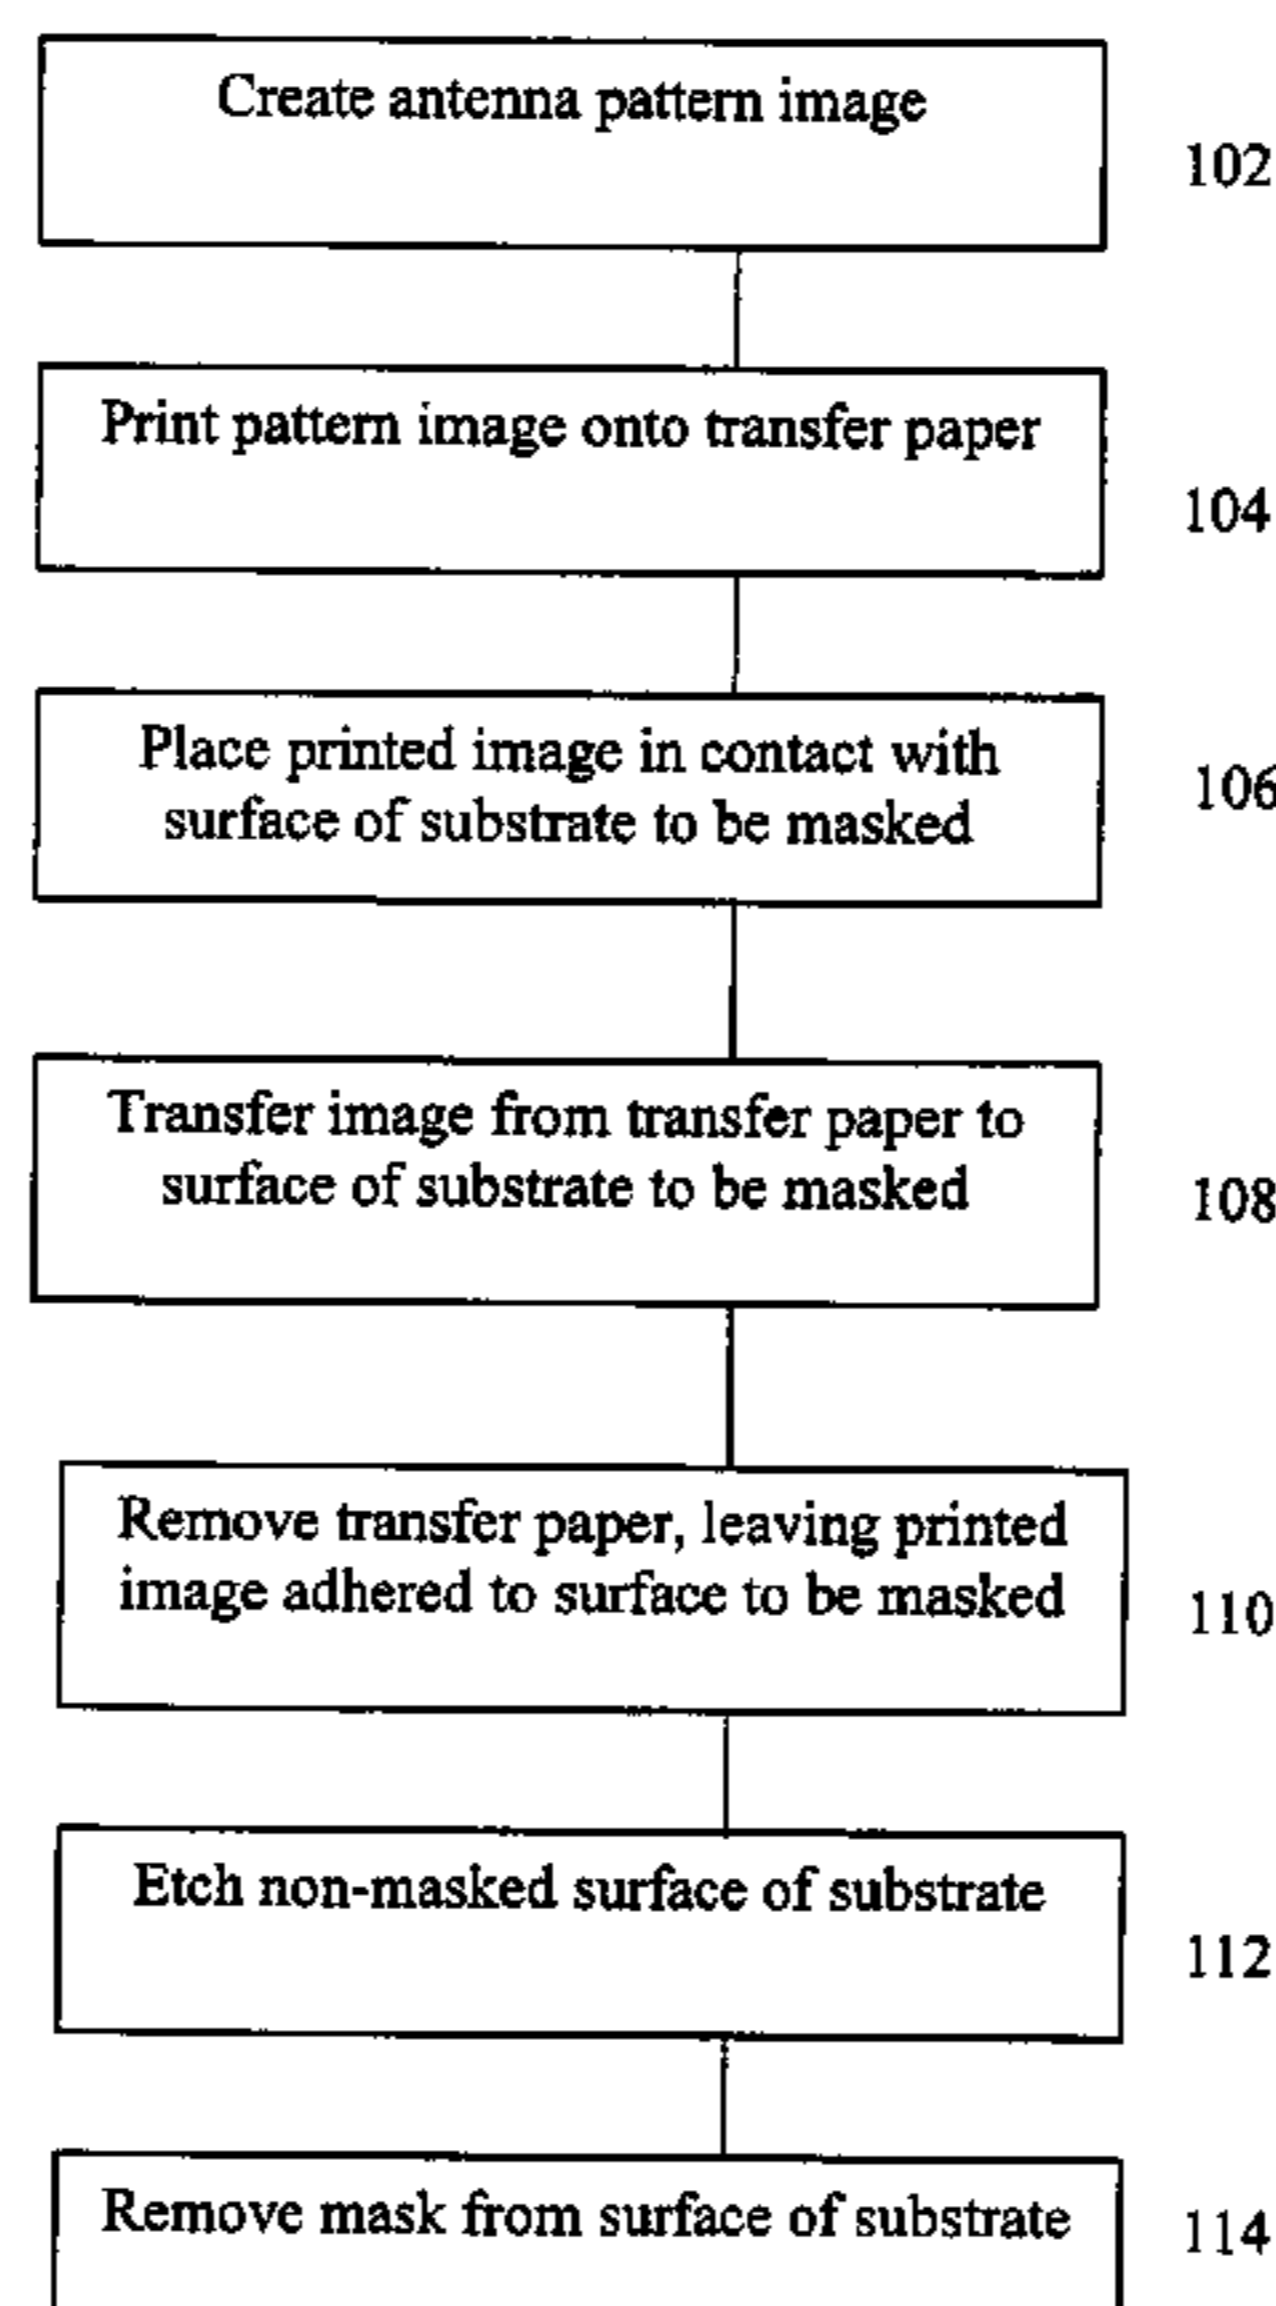 Create antenna pattern image
102
Print pattern image onto transfer paper
104
Place printed image in contact with
surface of substrate to be masked
106
Transfer image from transfer paper to
surface of substrate to be masked
108
Remove transfer paper, leaving printed
image adhered to surface to be masked
110
Etch non-masked surface of substrate
112
Remove mask from surface of substrate
114